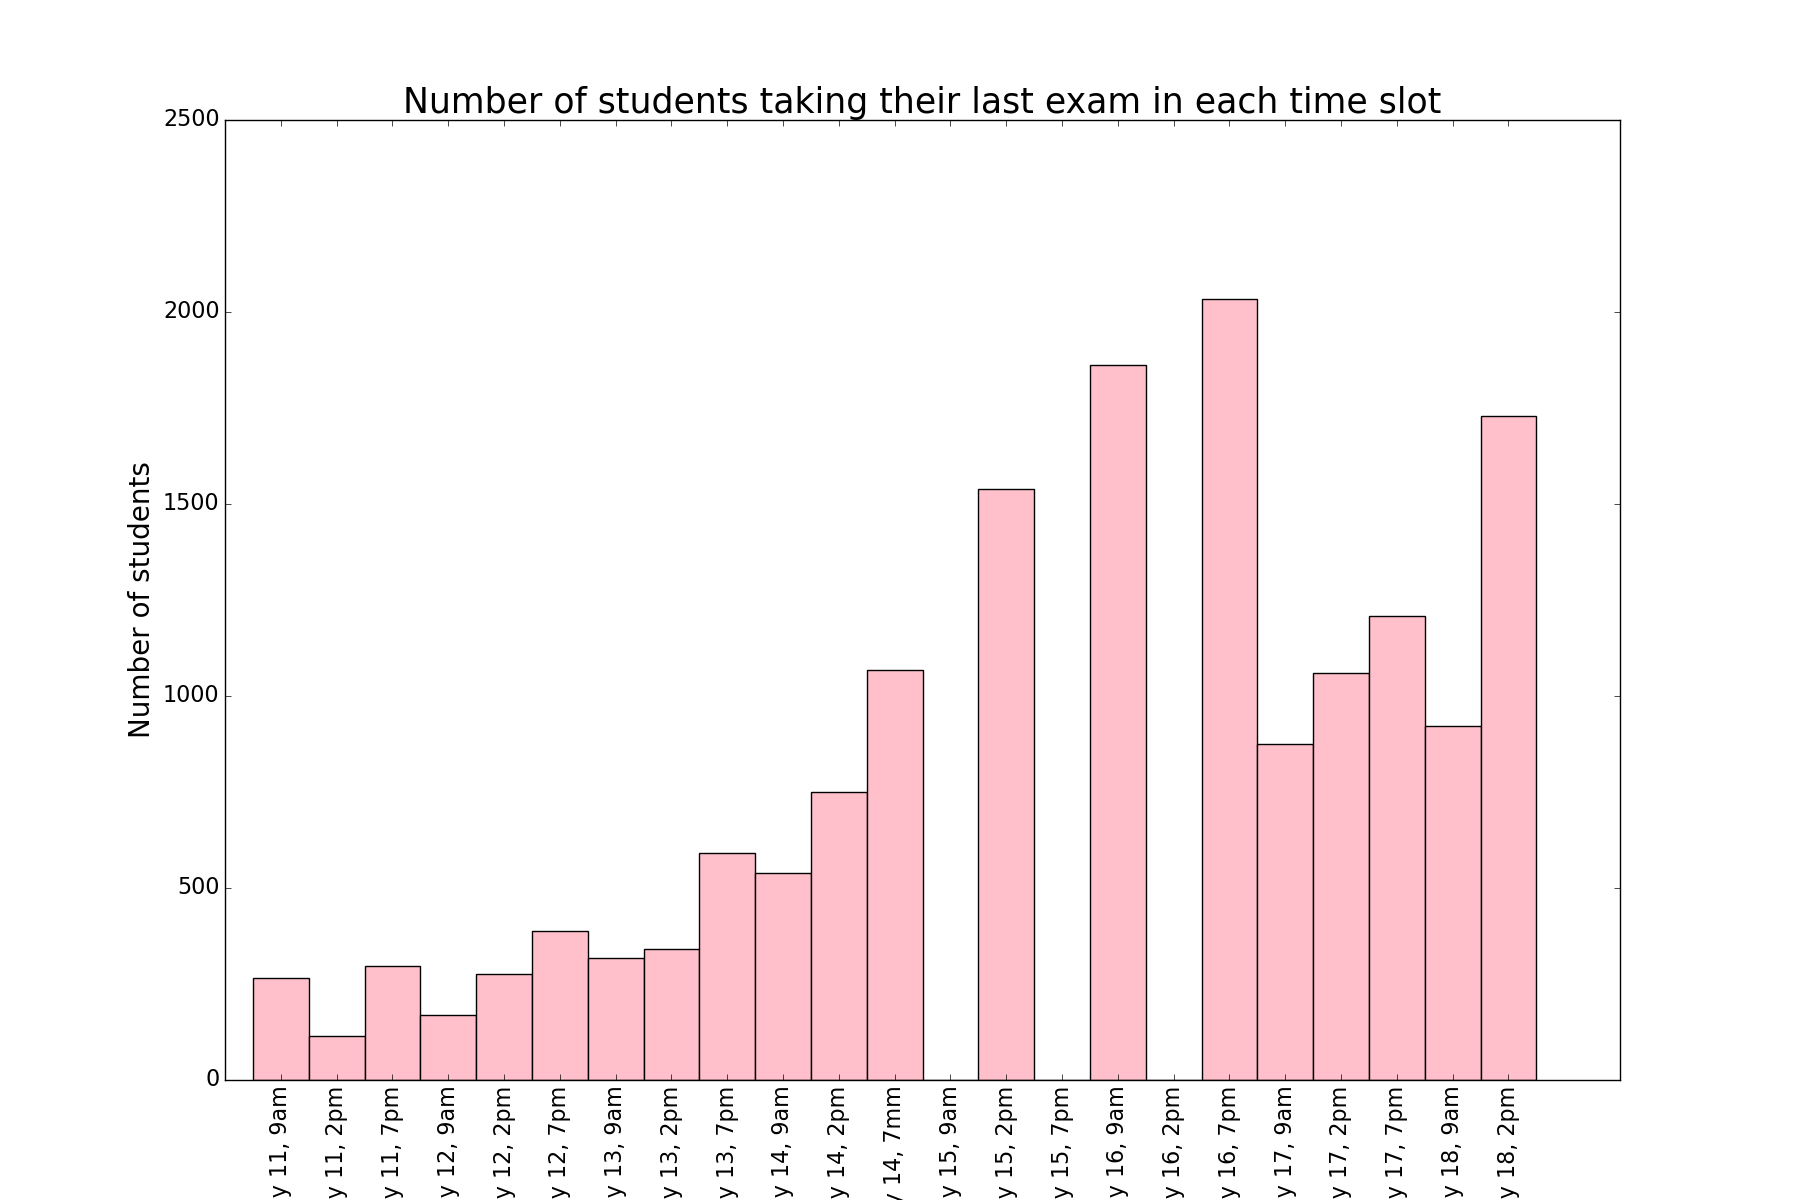 Number of students taking their last exam in each time slot
2500
2000
1500
1000
500
0
Number of students
y 11, 9am
y 11, 2pm
y 11, 7pm
y 12, 9am
y 12, 2pm
y 12, 7pm
y 13, 9am
y 13, 2pm
y 13, 7pm
y 14, 9am
y 14, 2pm
y 14, 7mm
y 15, 9am
y 15, 2pm
y 15, 7pm
y 16, 9am
y 16, 2pm
y 16, 7pm
y 17, 9am
y 17, 2pm
y 17, 7pm
y 18, 9am
y 18, 2pm